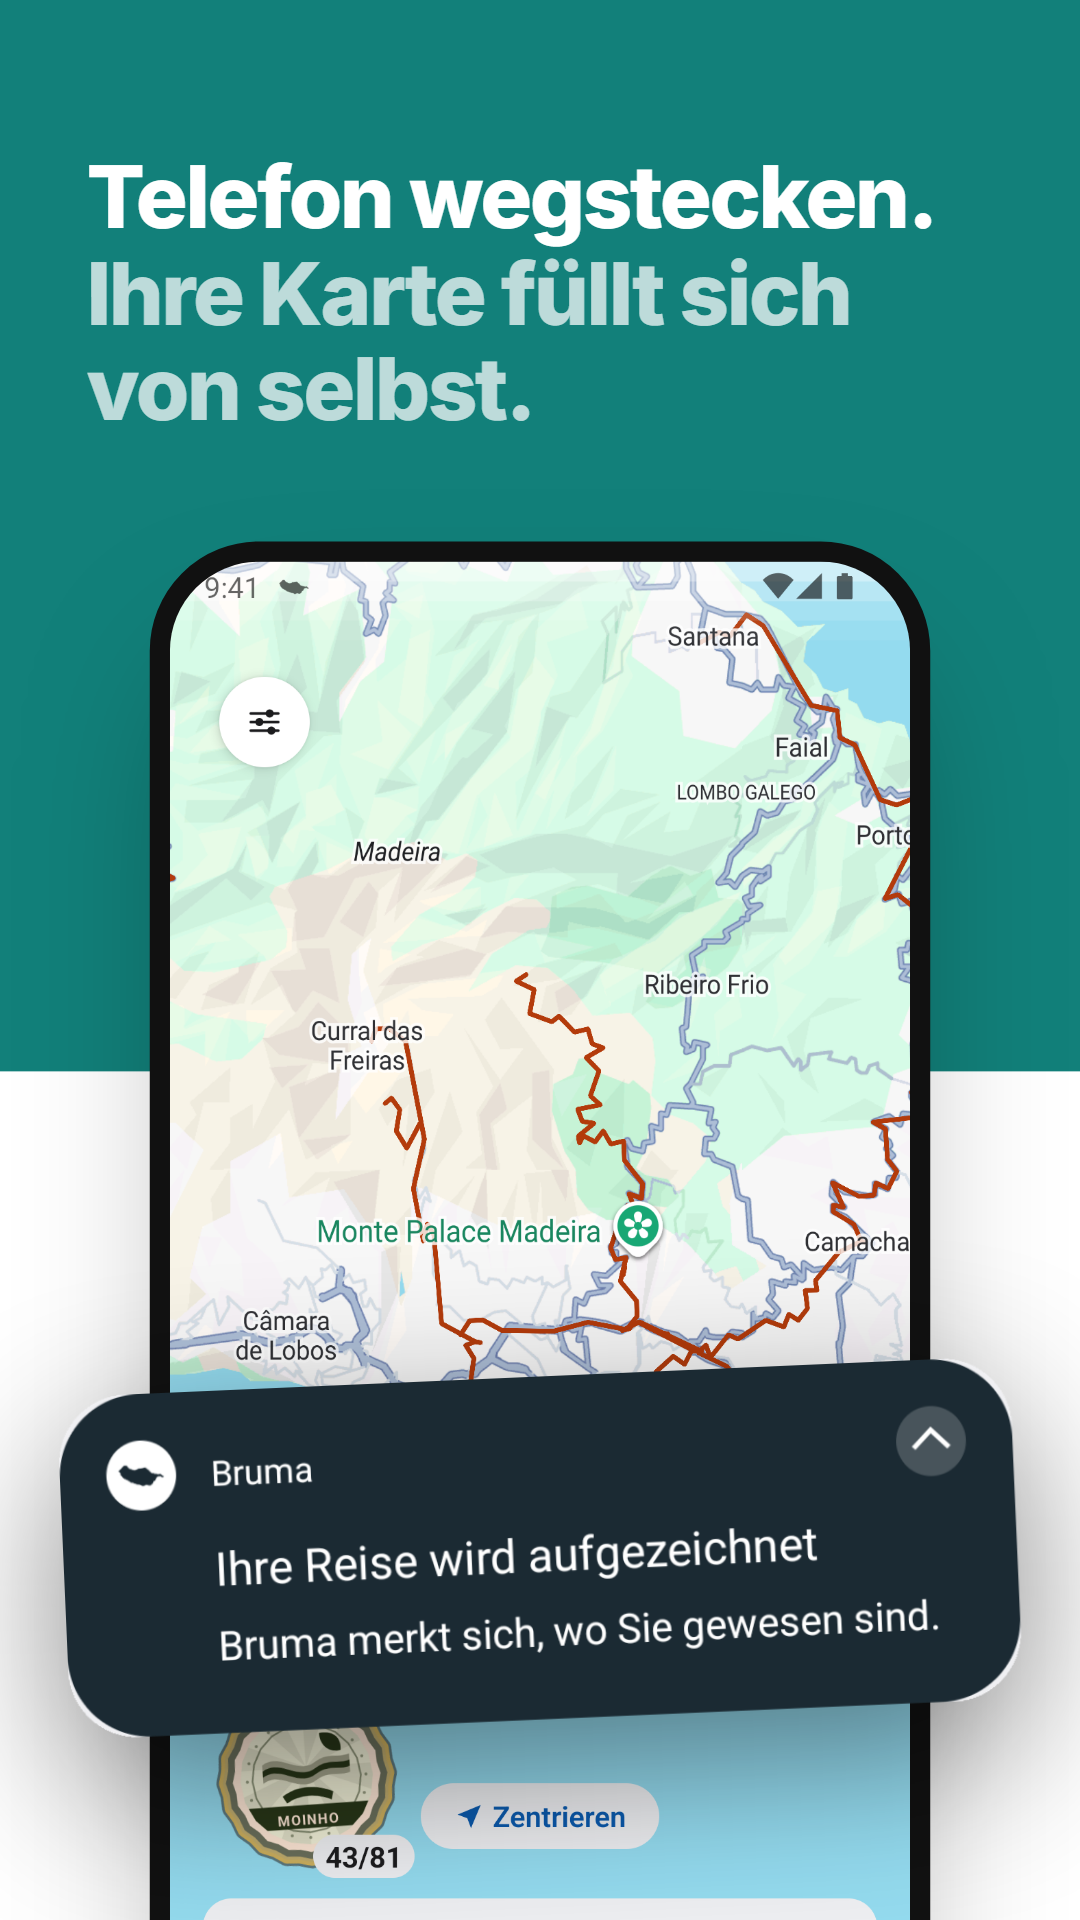 Telefon wegstecken.
Ihre Karte füllt sich
von selbst.
9:41
Santana
Faial
LOMBO GALEGO
Porto
Madeira
Ribeiro Frio
Curral das
Freiras
Monte Palace Madeira
Camacha
Câmara
de Lobos
Bruma
Ihre Reise wird aufgezeichnet
Bruma merkt sich, wo Sie gewesen sind.
MOINHO
Zentrieren
43/81